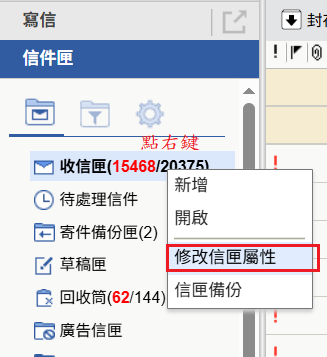 寫信
信件匣
封存
點右鍵
收信匣(15468/20375)
待處理信件
寄件備份匣(2)
草稿匣
回收筒(62/144)
廣告信匣
新增
開啟
修改信匣屬性
信匣備份